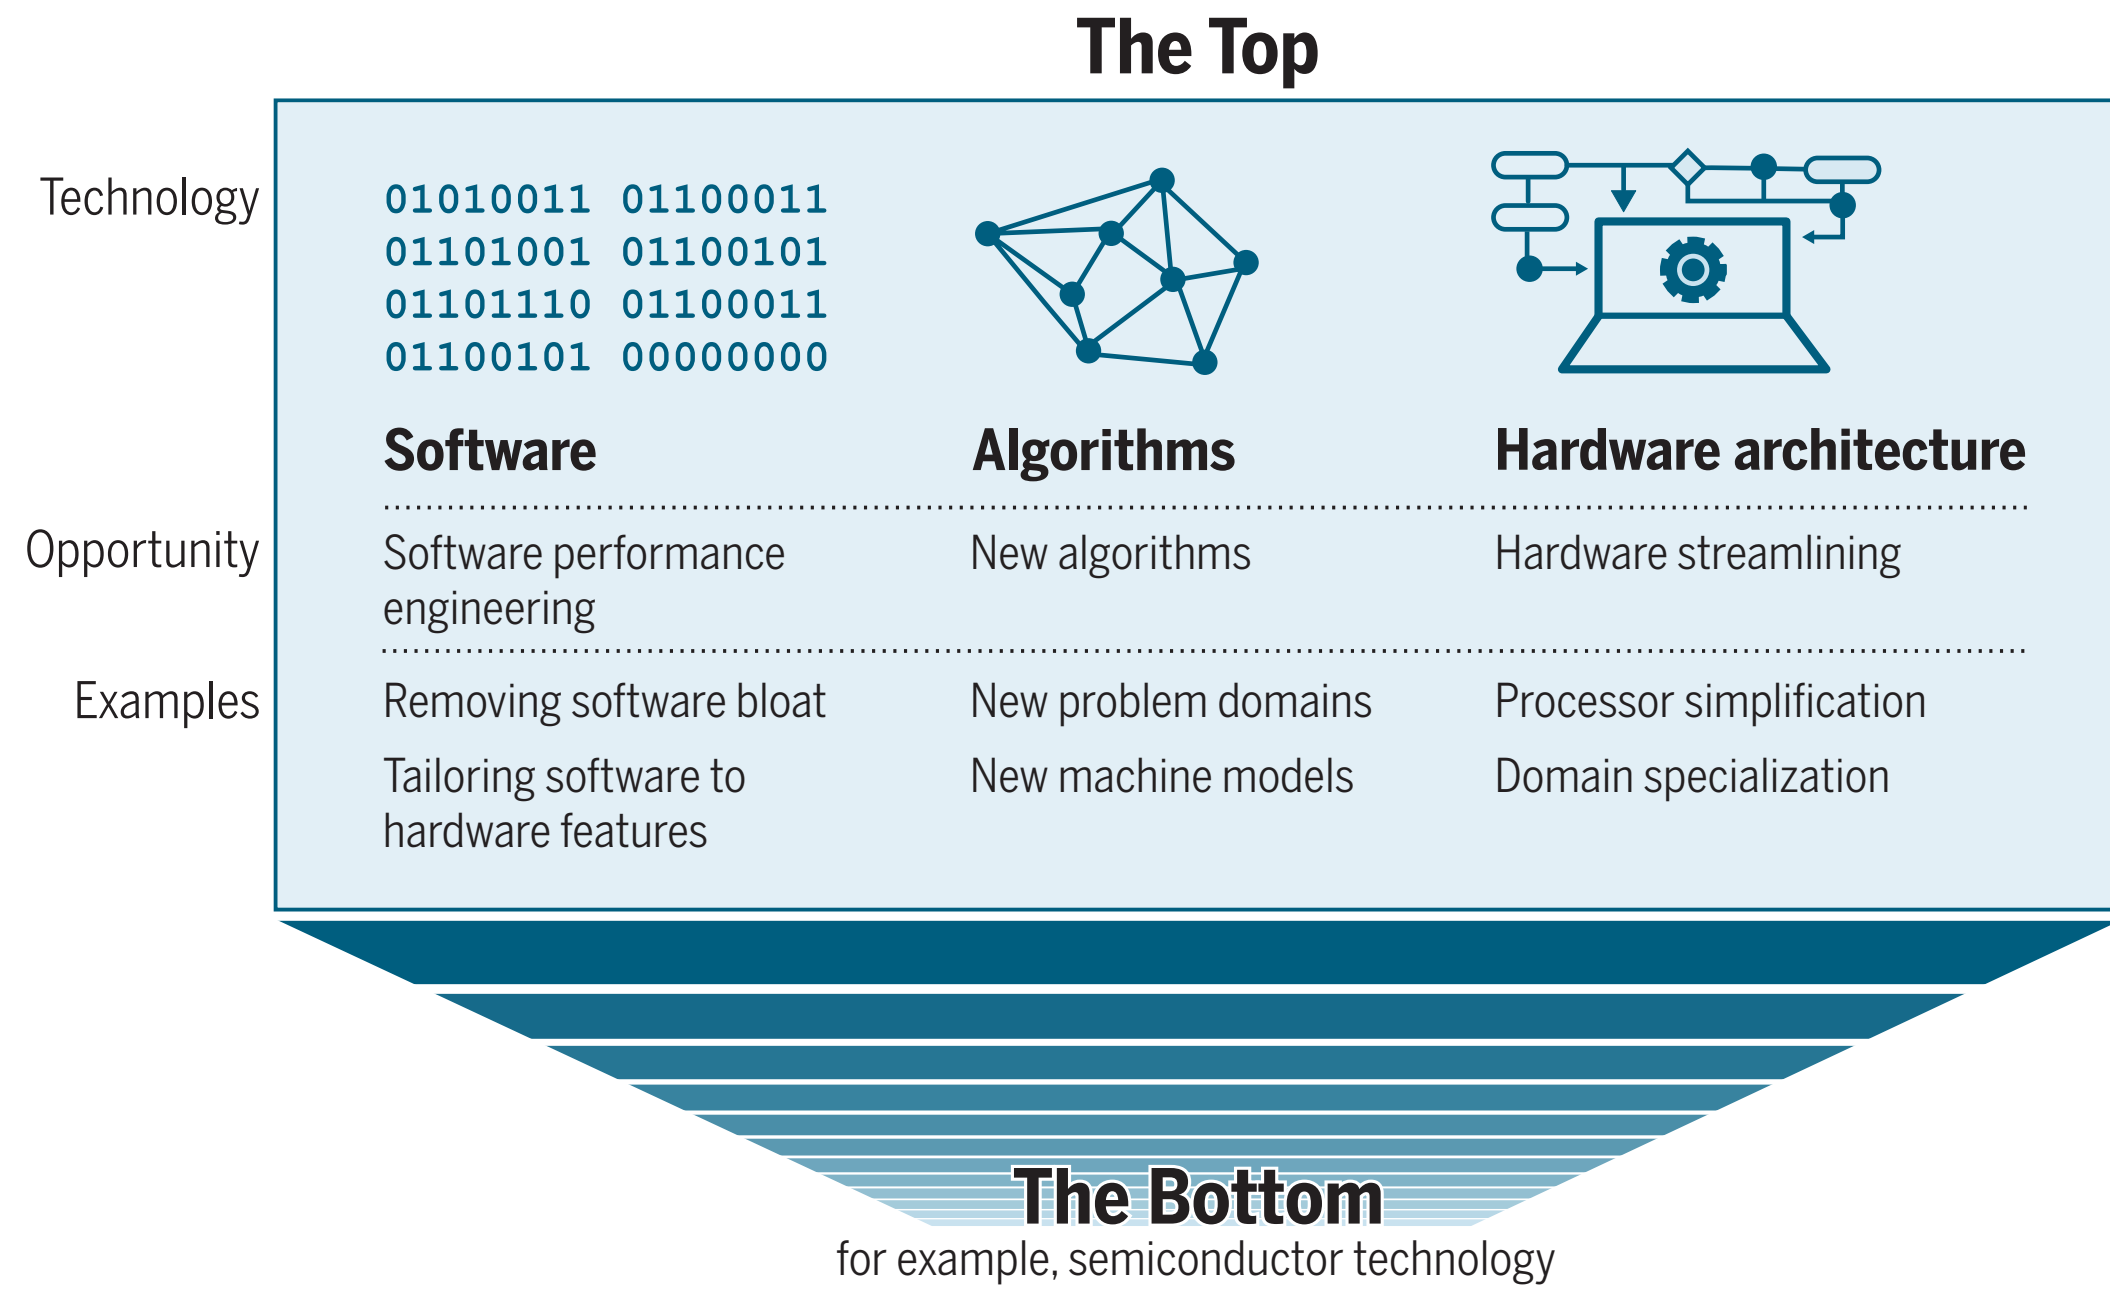 The Top
Technology
01010011 01100011
01101001 01100101
01101110 01100011
01100101 00000000
Software
Algorithms
Hardware architecture
Opportunity
Software performance
engineering
New algorithms
Hardware streamlining
Examples
Removing software bloat
New problem domains
Processor simplification
Tailoring software to
hardware features
New machine models
Domain specialization
The Bottom
for example, semiconductor technology